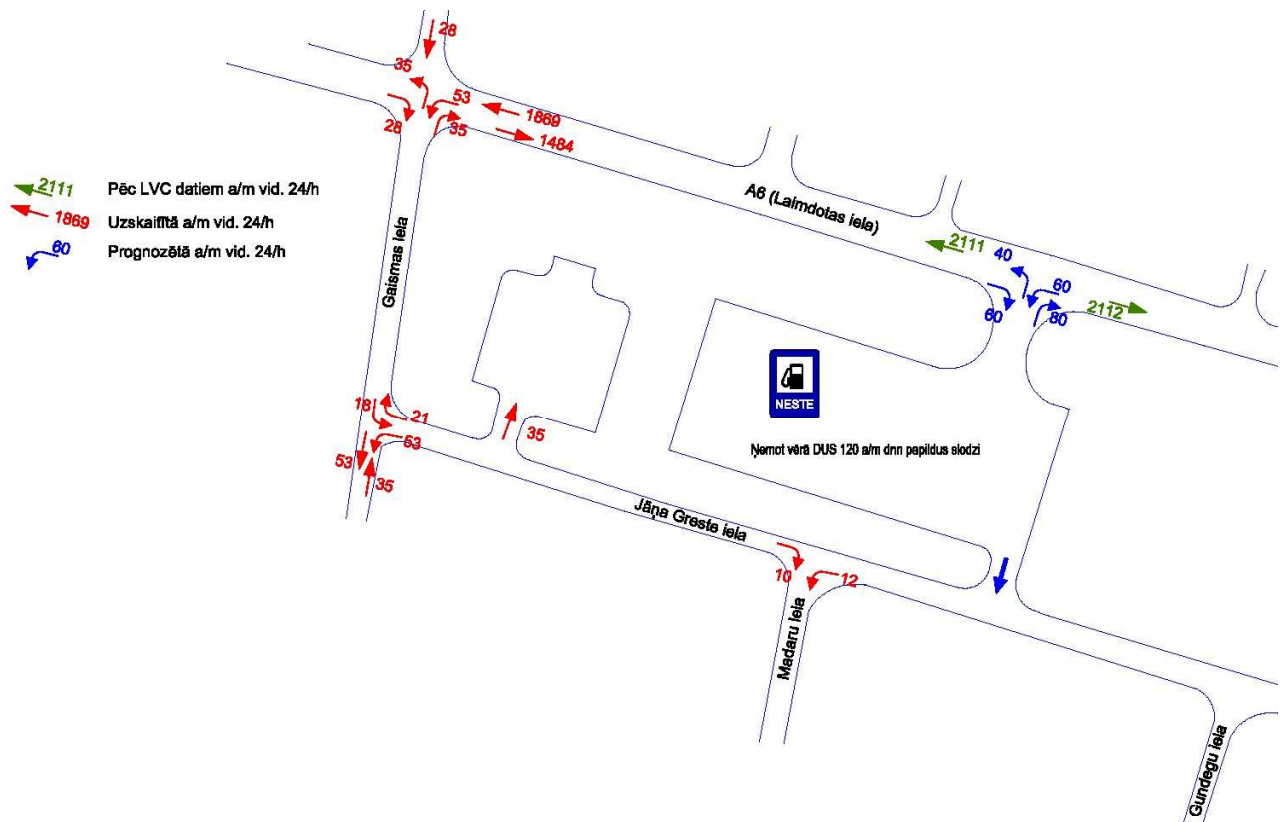 28
35
53
1869
28
35
1484
2111
Pēc LVC datiem a/m vid. 24/h
1869
Uzskaitītā a/m vid. 24/h
60
Prognozētā a/m vid. 24/h
A6 (Laimdotas iela)
2111
40
60
60
80
2112
Gaismas iela
NESTE
Ņemot vērā DUS 120 a/m dnn papildus slodzi
18
21
53
53
35
35
Jāņa Greste iela
10
12
Madaru iela
Gundegu iela